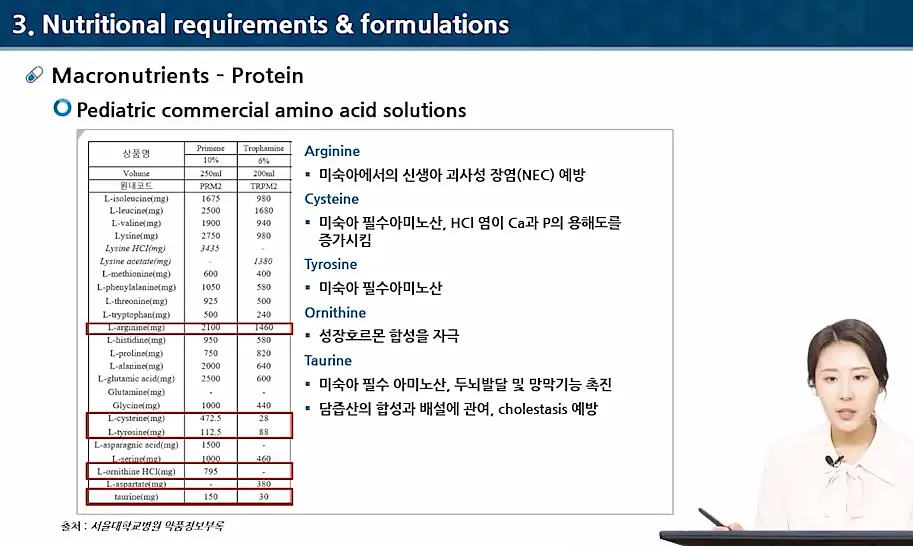 3. Nutritional requirements & formulations
Macronutrients - Protein
Pediatric commercial amino acid solutions
상품명 Primene Trophamine
10% 6%
Volume 250ml 200ml
원내코드 PRM2 TRPM2
L-isoleucine(mg) 1675 980
L-leucine(mg) 2500 1680
L-valine(mg) 1900 940
Lysine(mg) 2750 980
Lysine HCl(mg) 3435 -
Lysine acetate(mg) - 1380
L-methionine(mg) 600 400
L-phenylalanine(mg) 1050 580
L-threonine(mg) 925 500
L-tryptophan(mg) 500 240
L-arginine(mg) 2100 1460
L-histidine(mg) 950 580
L-proline(mg) 750 820
L-alanine(mg) 2000 640
L-glutamic acid(mg) 2500 600
Glutamine(mg) - -
Glycine(mg) 1000 440
L-cysteine(mg) 472.5 28
L-tyrosine(mg) 112.5 88
L-asparagnic acid(mg) 1500 -
L-serine(mg) 1000 460
L-ornithine HCl(mg) 795 -
L-aspartate(mg) - 380
taurine(mg) 150 30
Arginine
▪ 미숙아에서의 신생아 괴사성 장염(NEC) 예방
Cysteine
▪ 미숙아 필수아미노산, HCl 염이 Ca과 P의 용해도를
증가시킴
Tyrosine
▪ 미숙아 필수아미노산
Ornithine
▪ 성장호르몬 합성을 자극
Taurine
▪ 미숙아 필수 아미노산, 두뇌발달 및 망막기능 촉진
▪ 담즙산의 합성과 배설에 관여, cholestasis 예방
출처 : 서울대학교병원 약품정보부록